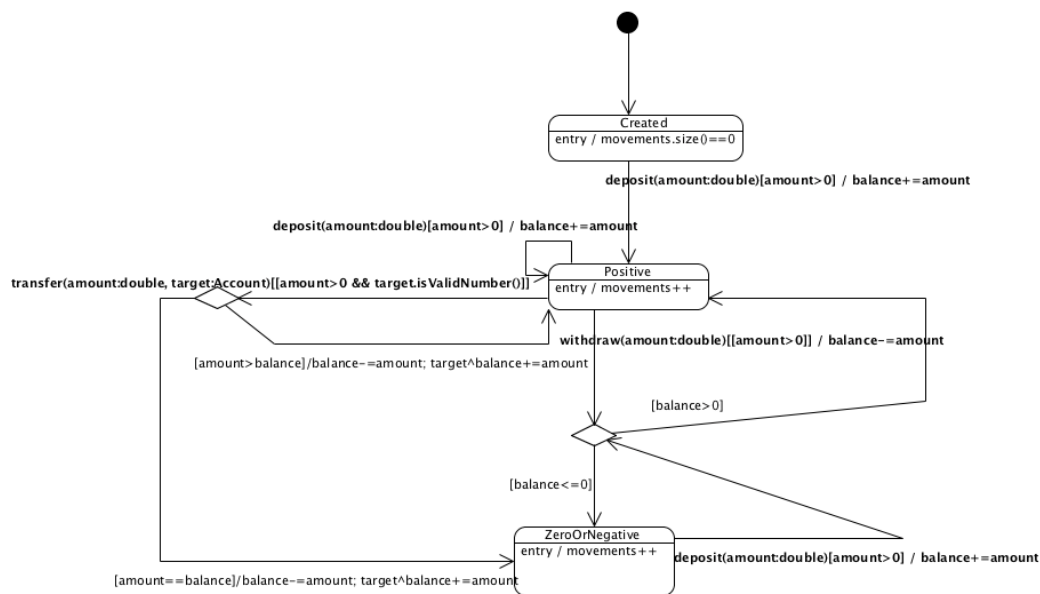 Created
entry / movements.size()==0
deposit(amount:double)[amount>0] / balance+=amount
deposit(amount:double)[amount>0] / balance+=amount
Positive
entry / movements++
transfer(amount:double, target:Account)[[amount>0 && target.isValidNumber()]]
withdraw(amount:double)[[amount>0]] / balance-=amount
[amount>balance]/balance-=amount; target^balance+=amount
[balance>0]
[balance<=0]
ZeroOrNegative
entry / movements++
deposit(amount:double)[amount>0] / balance+=amount
[amount==balance]/balance-=amount; target^balance+=amount